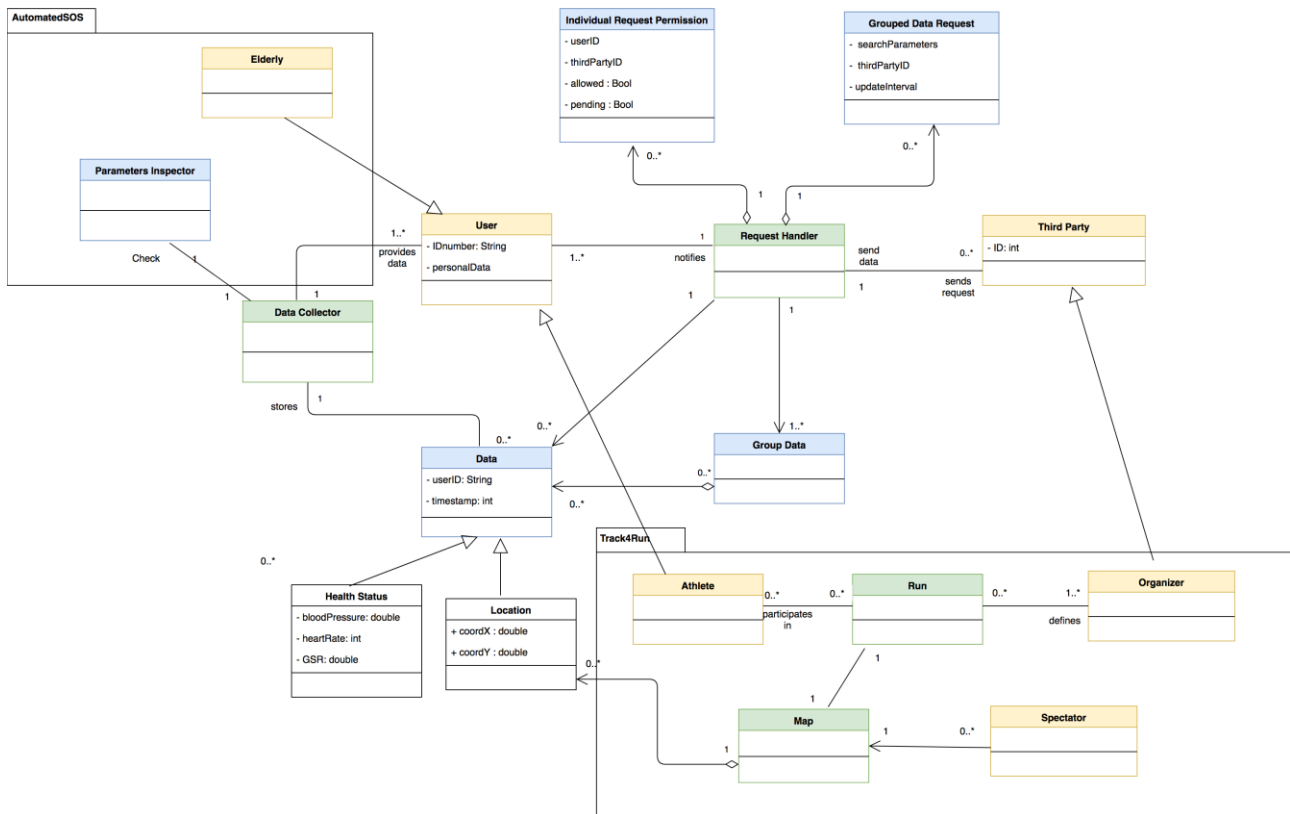 AutomatedSOS
Elderly
Parameters Inspector
Check
1
1
Data Collector
1
1..*
provides
data
User
- IDnumber: String
- personalData
1..*
1
notifies
Individual Request Permission
- userID
- thirdPartyID
- allowed : Bool
- pending : Bool
0..*
1
Grouped Data Request
- searchParameters
- thirdPartyID
- updateInterval
0..*
1
Request Handler
send
data
1
0..*
sends
request
Third Party
- ID: int
1
0..*
1
1..*
stores
1
0..*
Data
- userID: String
- timestamp: int
0..*
0..*
Group Data
0..*
Health Status
- bloodPressure: double
- heartRate: int
- GSR: double
Location
+ coordX : double
+ coordY : double
0..*
Track4Run
Athlete
0..*
participates
in
0..*
Run
0..*
1..*
defines
Organizer
1
1
Map
1
1
0..*
Spectator